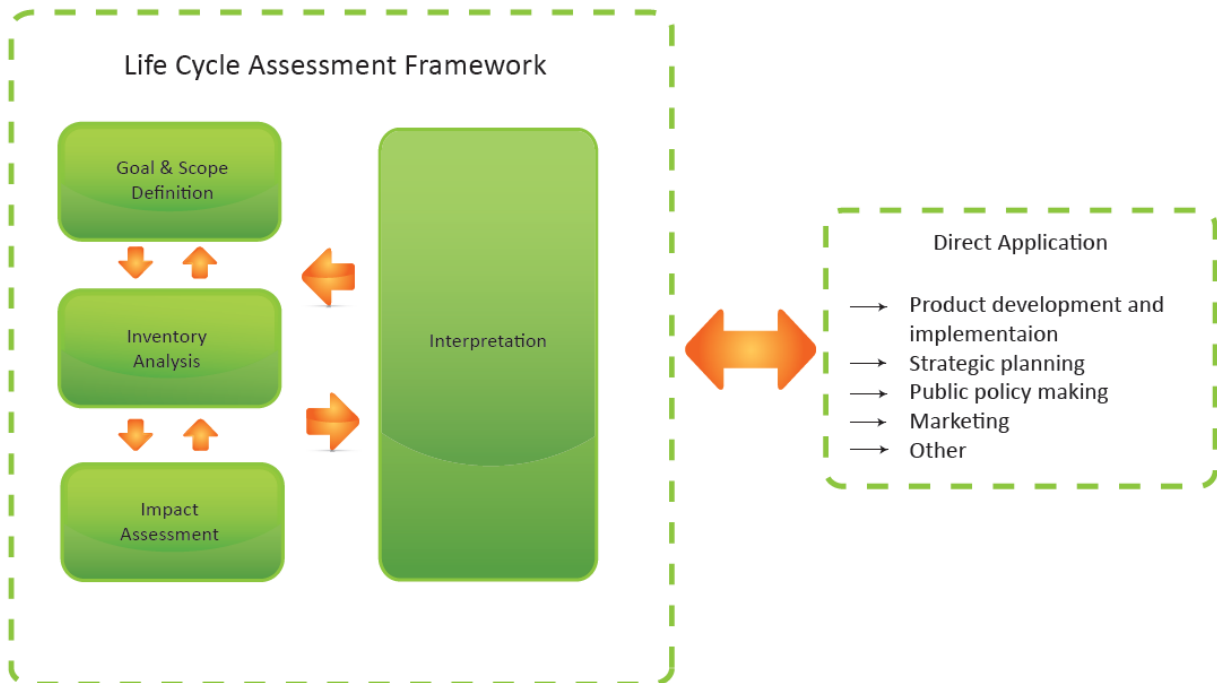 Life Cycle Assessment Framework
Goal & Scope
Definition
Inventory
Analysis
Impact
Assessment
Interpretation
Direct Application
Product development and
implementaion
Strategic planning
Public policy making
Marketing
Other